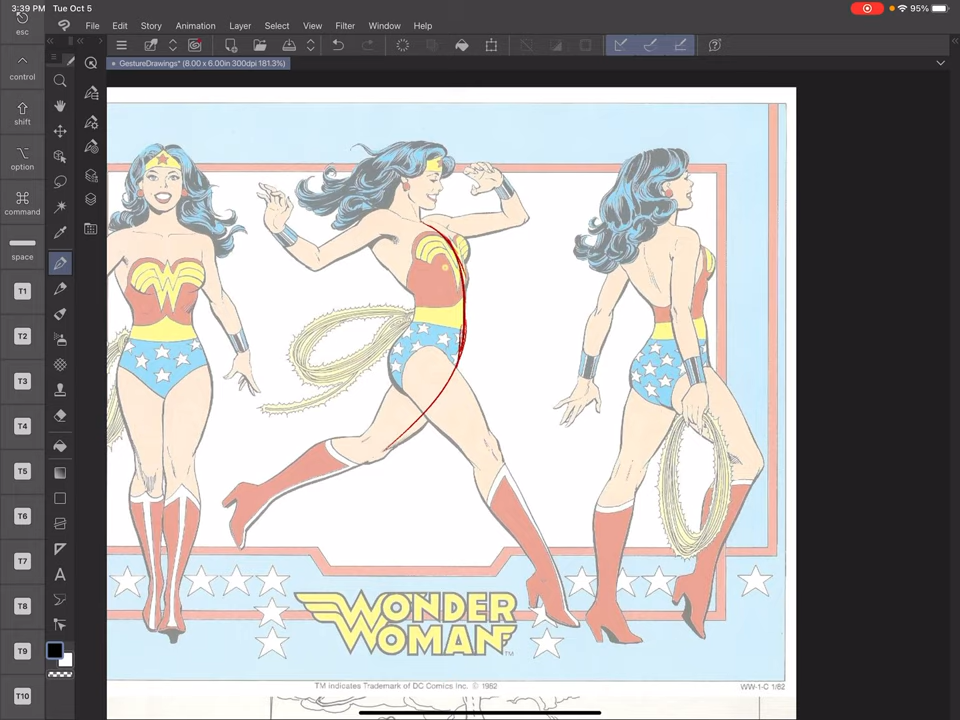 3:39 PM Tue Oct 5
95%
esc
File Edit Story Animation Layer Select View Filter Window Help
GestureDrawings* (8.00 x 6.00in 300dpi 181.3%)
control
shift
option
command
space
T1
T2
T3
T4
T5
T6
T7
T8
T9
T10
A
WONDER
WOMAN
TM
TM indicates Trademark of DC Comics Inc. © 1982
WW-1-C 1/82